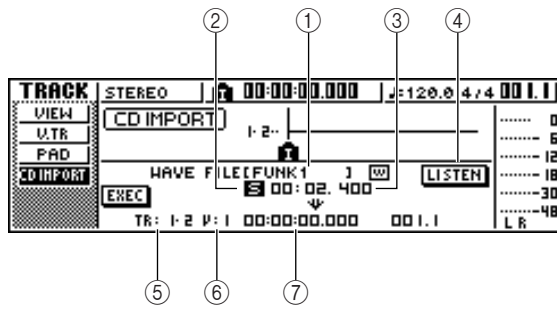 ② ① ③ ④
TRACK STEREO 00:00:00.000 ♩=120.0 4/4 001.1
VIEW
V.TR
PAD
CD IMPORT
CD IMPORT
1-2
I
WAVE FILE[FUNK1 ] W
LISTEN
EXEC
S 00:02.400
TR: 1-2 V:1 00:00:00.000 001.1
0
6
12
18
30
48
L R
⑤ ⑥ ⑦